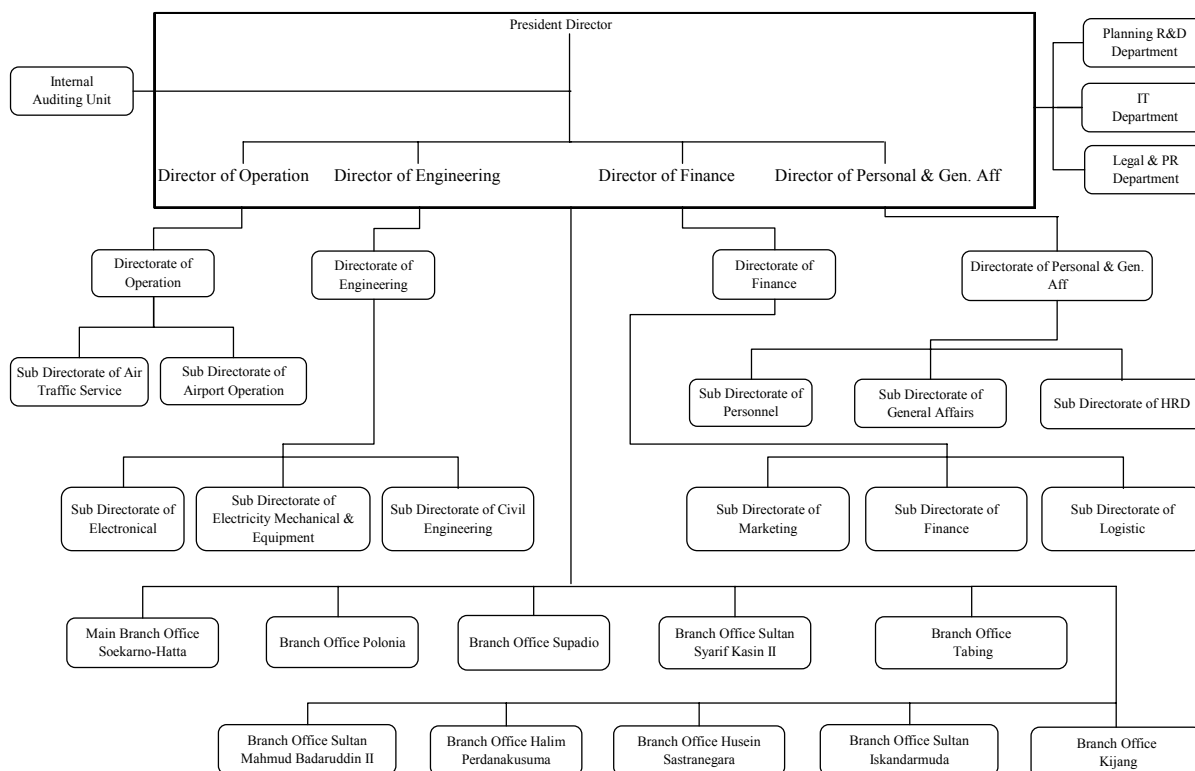 President Director
Planning R&D
Department
Internal
Auditing Unit
IT
Department
Legal & PR
Department
Director of Operation
Director of Engineering
Director of Finance
Director of Personal & Gen. Aff
Directorate of
Operation
Directorate of
Engineering
Directorate of
Finance
Directorate of Personal & Gen.
Aff
Sub Directorate of Air
Traffic Service
Sub Directorate of
Airport Operation
Sub Directorate of
Personnel
Sub Directorate of
General Affairs
Sub Directorate of HRD
Sub Directorate of
Electronical
Sub Directorate of
Electricity Mechanical &
Equipment
Sub Directorate of Civil
Engineering
Sub Directorate of
Marketing
Sub Directorate of
Finance
Sub Directorate of
Logistic
Main Branch Office
Soekarno-Hatta
Branch Office Polonia
Branch Office Supadio
Branch Office Sultan
Syarif Kasin II
Branch Office
Tabing
Branch Office Sultan
Mahmud Badaruddin II
Branch Office Halim
Perdanakusuma
Branch Office Husein
Sastranegara
Branch Office Sultan
Iskandarmuda
Branch Office
Kijang